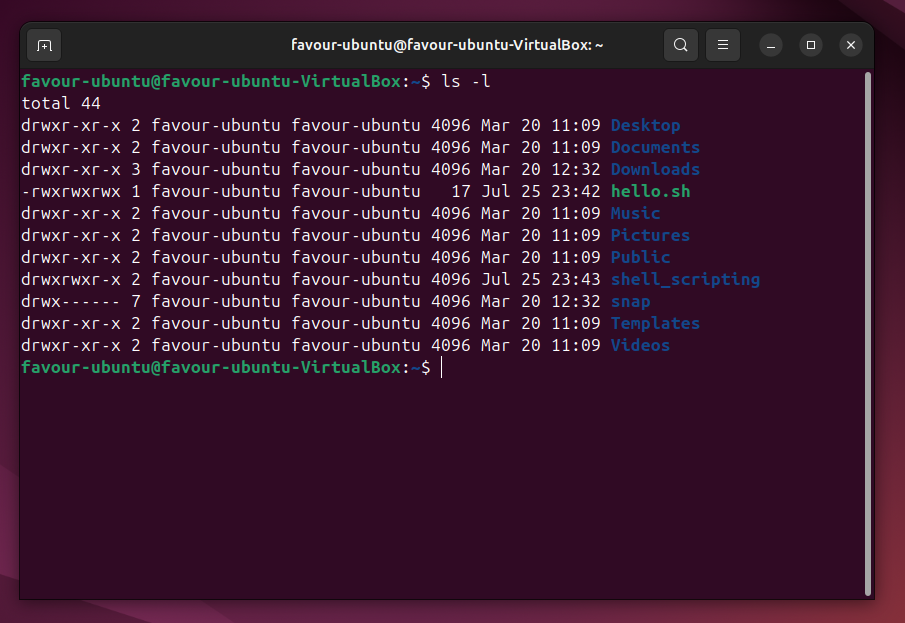 favour-ubuntu@favour-ubuntu-VirtualBox: ~
favour-ubuntu@favour-ubuntu-VirtualBox:~$ ls -l
total 44
drwxr-xr-x 2 favour-ubuntu favour-ubuntu 4096 Mar 20 11:09 Desktop
drwxr-xr-x 2 favour-ubuntu favour-ubuntu 4096 Mar 20 11:09 Documents
drwxr-xr-x 3 favour-ubuntu favour-ubuntu 4096 Mar 20 12:32 Downloads
-rwxrwxrwx 1 favour-ubuntu favour-ubuntu   17 Jul 25 23:42 hello.sh
drwxr-xr-x 2 favour-ubuntu favour-ubuntu 4096 Mar 20 11:09 Music
drwxr-xr-x 2 favour-ubuntu favour-ubuntu 4096 Mar 20 11:09 Pictures
drwxr-xr-x 2 favour-ubuntu favour-ubuntu 4096 Mar 20 11:09 Public
drwxrwxr-x 2 favour-ubuntu favour-ubuntu 4096 Jul 25 23:43 shell_scripting
drwx------ 7 favour-ubuntu favour-ubuntu 4096 Mar 20 12:32 snap
drwxr-xr-x 2 favour-ubuntu favour-ubuntu 4096 Mar 20 11:09 Templates
drwxr-xr-x 2 favour-ubuntu favour-ubuntu 4096 Mar 20 11:09 Videos
favour-ubuntu@favour-ubuntu-VirtualBox:~$